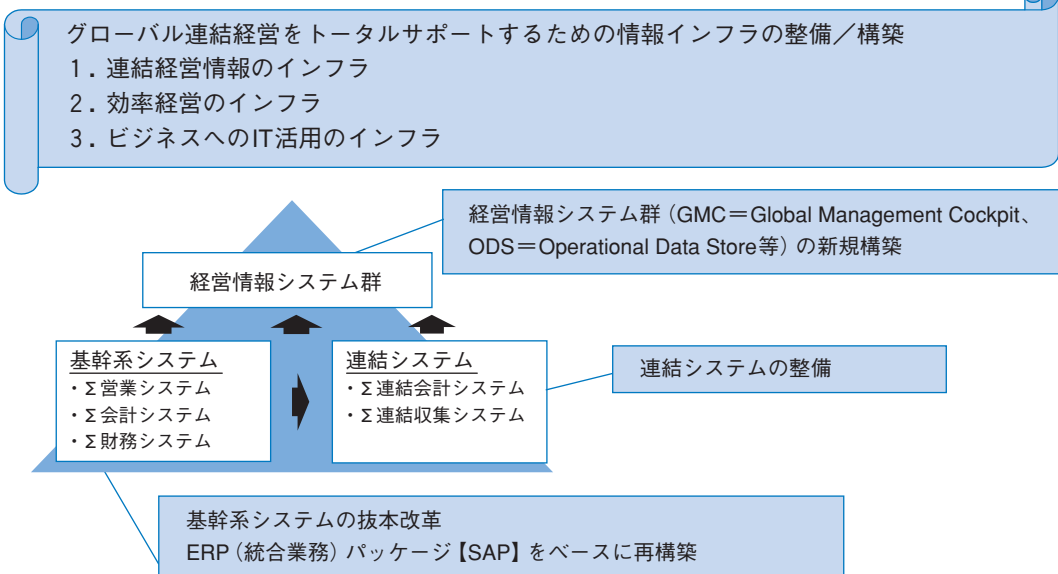 グローバル連結経営をトータルサポートするための情報インフラの整備／構築
1．連結経営情報のインフラ
2．効率経営のインフラ
3．ビジネスへのIT活用のインフラ
経営情報システム群（GMC＝Global Management Cockpit、
ODS＝Operational Data Store等）の新規構築
経営情報システム群
基幹系システム
・Σ営業システム
・Σ会計システム
・Σ財務システム
連結システム
・Σ連結会計システム
・Σ連結収集システム
連結システムの整備
基幹系システムの抜本改革
ERP（統合業務）パッケージ【SAP】をベースに再構築